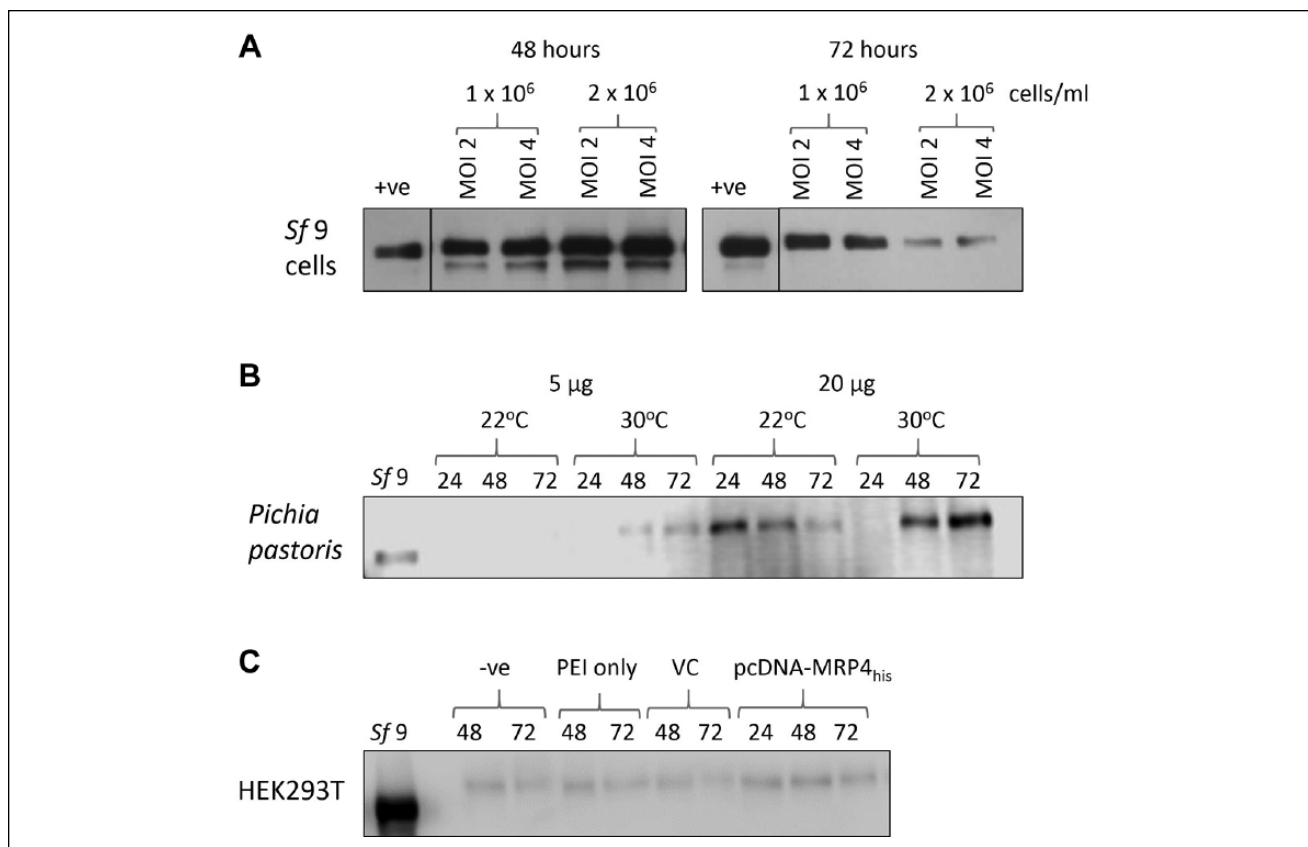 A
48 hours 72 hours
1 x 10⁶ 2 x 10⁶ 1 x 10⁶ 2 x 10⁶ cells/ml
+ve MOI 2 MOI 4 MOI 2 MOI 4 +ve MOI 2 MOI 4 MOI 2 MOI 4
Sf 9
cells
B
5 µg 20 µg
22°C 30°C 22°C 30°C
Sf 9 24 48 72 24 48 72 24 48 72 24 48 72
Pichia
pastoris
C
-ve PEI only VC pcDNA-MRP4his
Sf 9 48 72 48 72 48 72 24 48 72
HEK293T